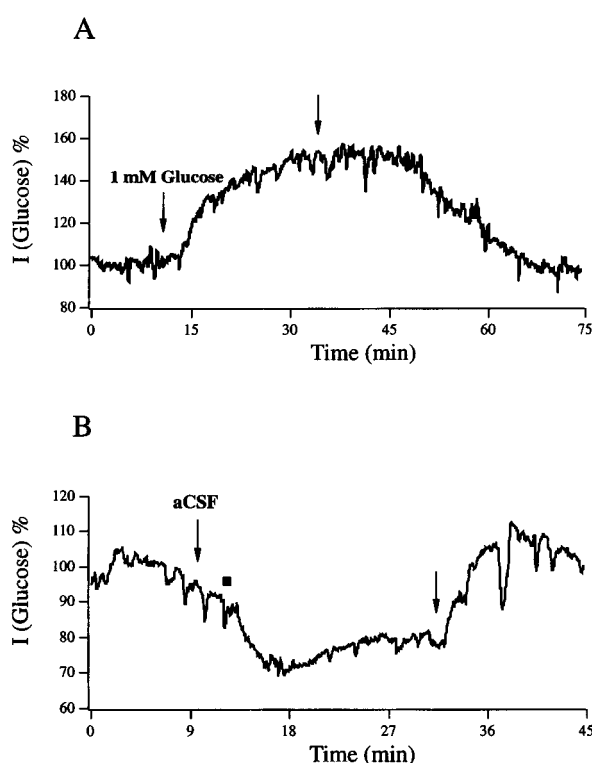 A
I (Glucose) %
180
160
140
120
100
80
1 mM Glucose
0 15 30 45 60 75
Time (min)
B
I (Glucose) %
120
110
100
90
80
70
60
aCSF
0 9 18 27 36 45
Time (min)